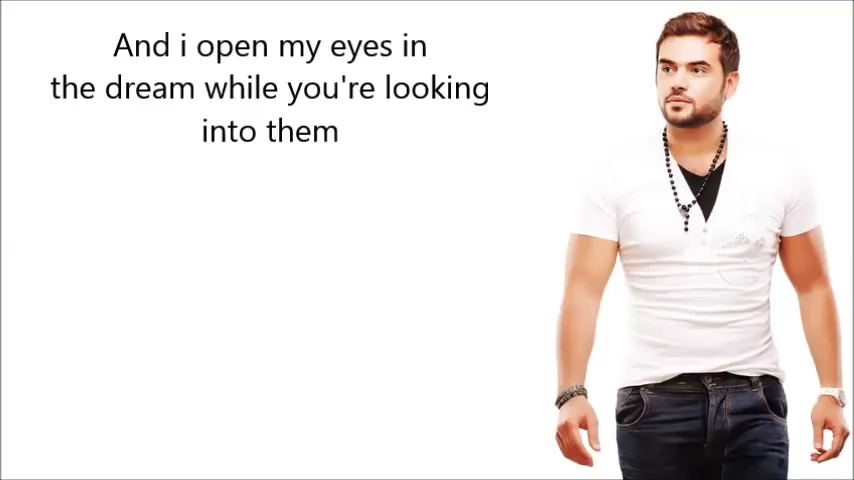 And i open my eyes in
the dream while you're looking
into them